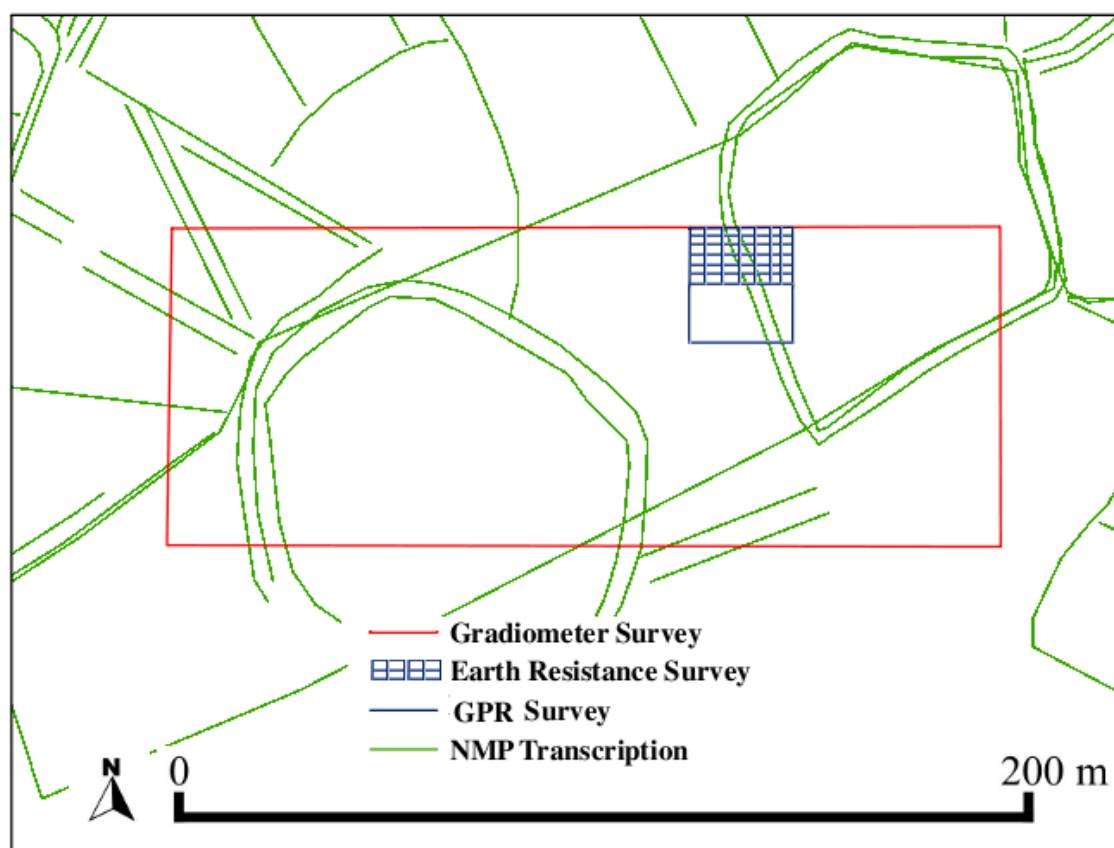 Gradiometer Survey
Earth Resistance Survey
GPR Survey
NMP Transcription
N
0 200 m